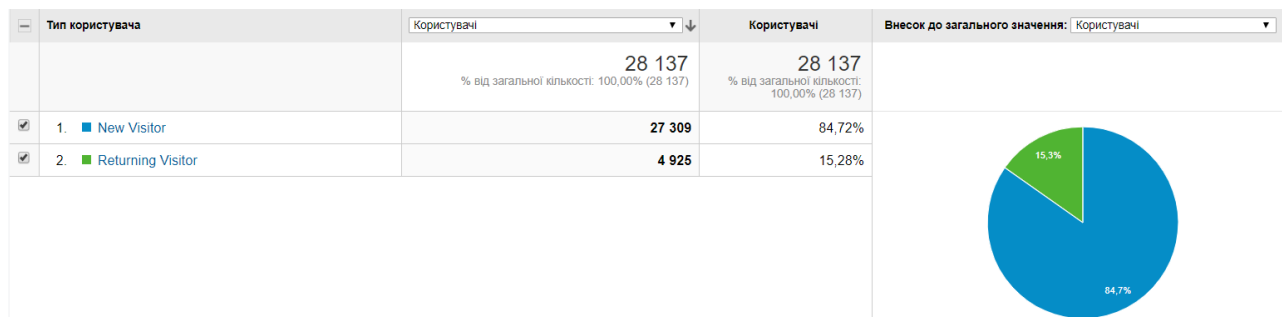 Тип користувача
Користувачі
Користувачі
Внесок до загального значення: Користувачі
28 137
% від загальної кількості: 100,00% (28 137)
28 137
% від загальної кількості:
100,00% (28 137)
1. New Visitor 27 309 84,72%
2. Returning Visitor 4 925 15,28%
15,3%
84,7%